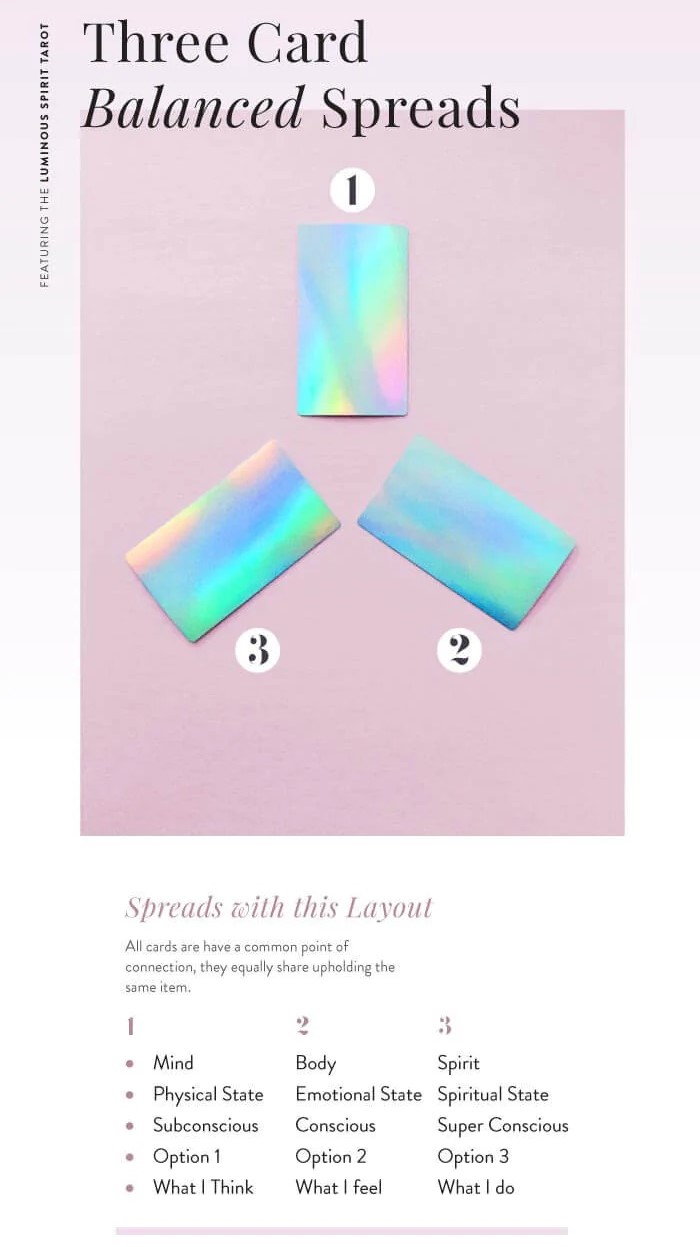 FEATURING THE LUMINOUS SPIRIT TAROT
Three Card
Balanced Spreads
1
3
2
Spreads with this Layout
All cards are have a common point of
connection, they equally share upholding the
same item.
1 2 3
• Mind Body Spirit
• Physical State Emotional State Spiritual State
• Subconscious Conscious Super Conscious
• Option 1 Option 2 Option 3
• What I Think What I feel What I do